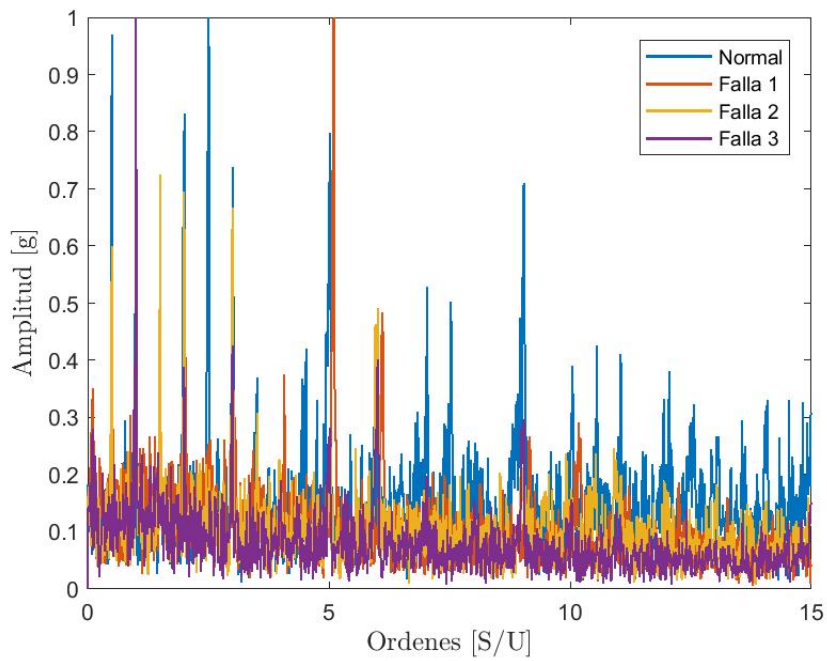 1
0.9
0.8
0.7
0.6
0.5
0.4
0.3
0.2
0.1
0
Amplitud [g]
Normal
Falla 1
Falla 2
Falla 3
0 5 10 15
Ordenes [S/U]